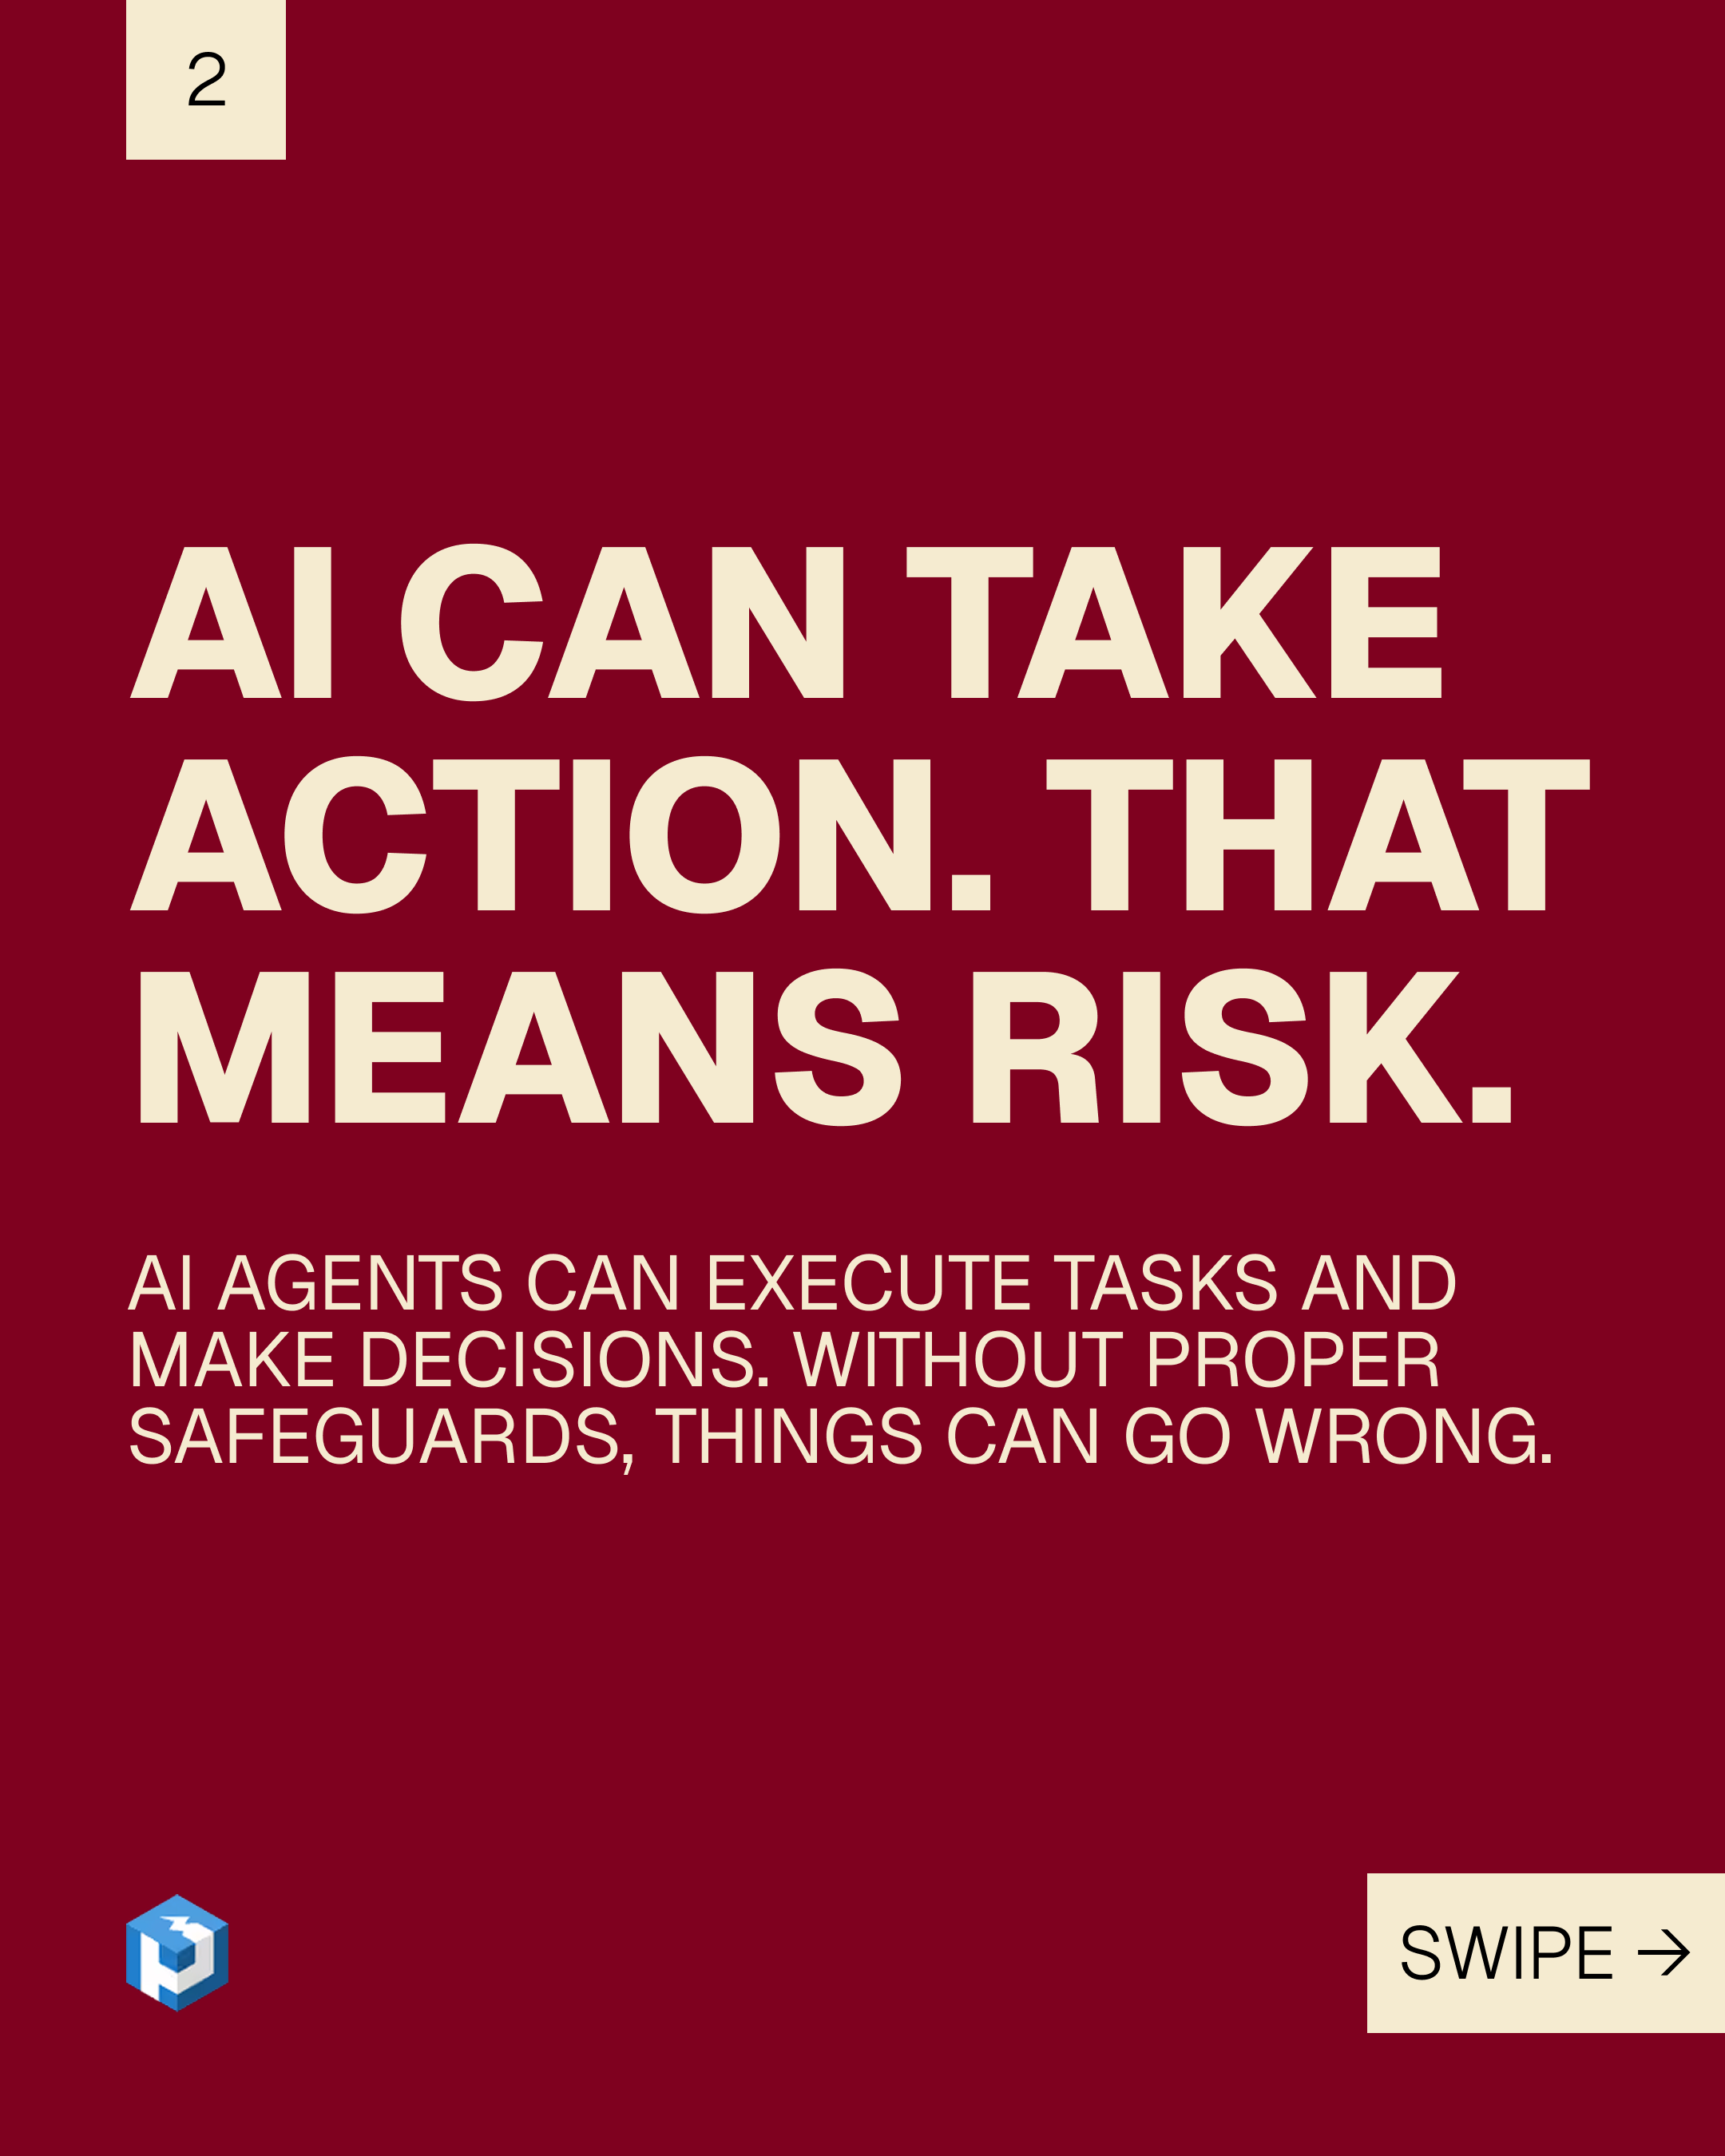 2
AI CAN TAKE
ACTION. THAT
MEANS RISK.
AI AGENTS CAN EXECUTE TASKS AND
MAKE DECISIONS. WITHOUT PROPER
SAFEGUARDS, THINGS CAN GO WRONG.
SWIPE →